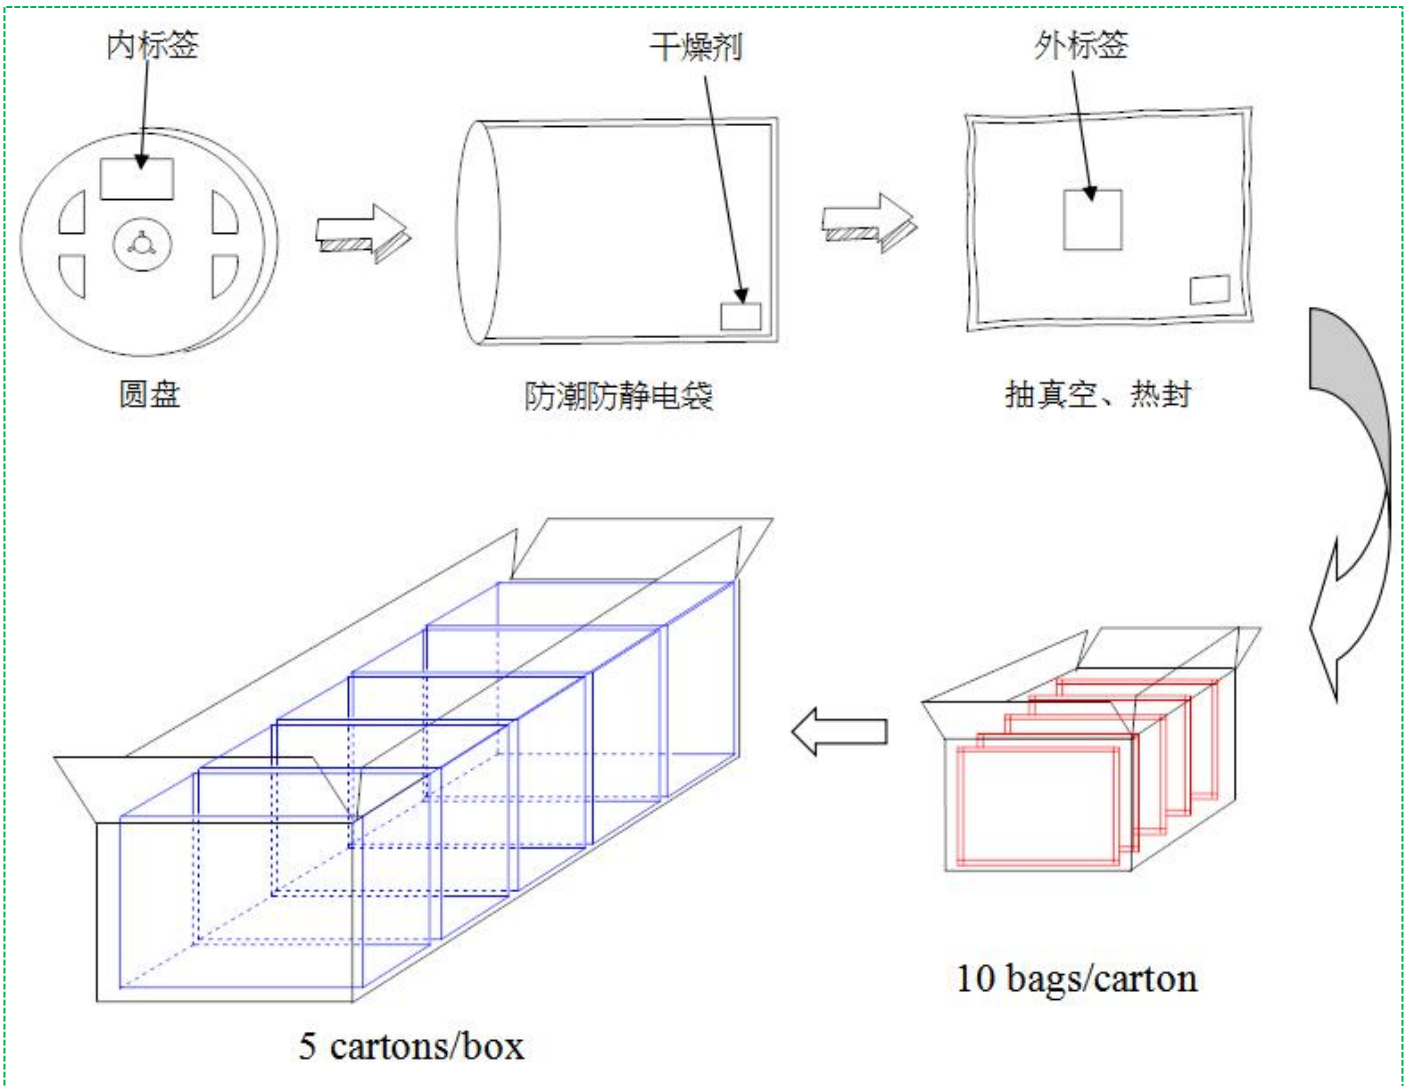 内标签
干燥剂
外标签
圆盘
防潮防静电袋
抽真空、热封
10 bags/carton
5 cartons/box